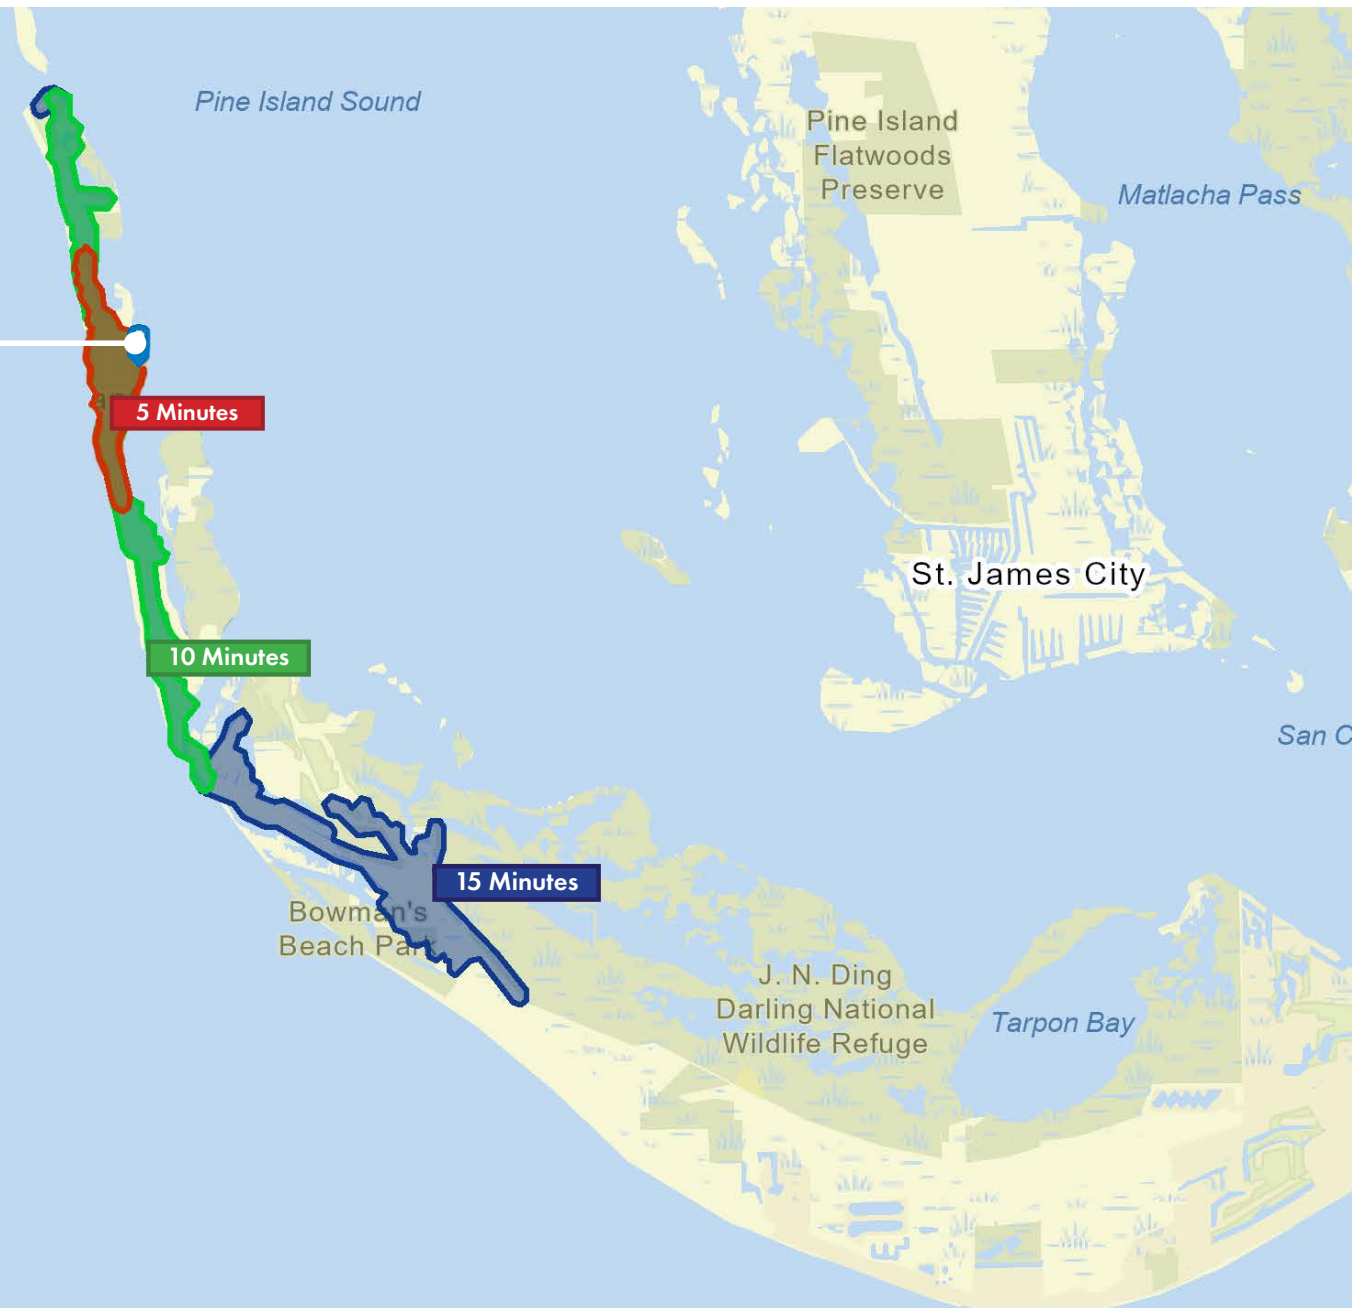 Pine Island Sound
Pine Island
Flatwoods
Preserve
Matlacha Pass
5 Minutes
St. James City
10 Minutes
San C
15 Minutes
Bowman's
Beach Park
J. N. Ding
Darling National
Wildlife Refuge
Tarpon Bay